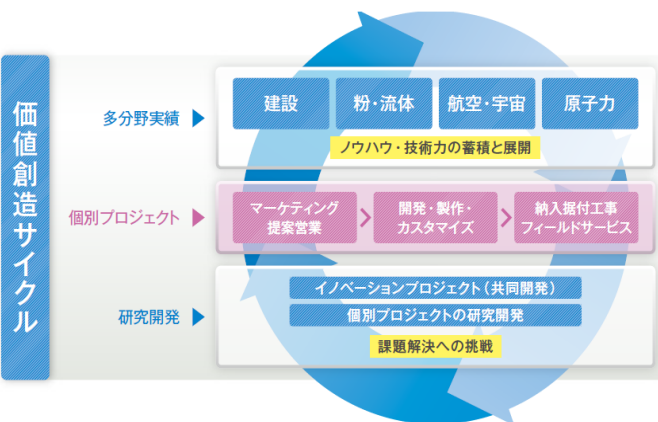 価値創造サイクル
多分野実績
建設
粉・流体
航空・宇宙
原子力
ノウハウ・技術力の蓄積と展開
個別プロジェクト
マーケティング
提案営業
開発・製作・
カスタマイズ
納入据付工事
フィールドサービス
研究開発
イノベーションプロジェクト（共同開発）
個別プロジェクトの研究開発
課題解決への挑戦